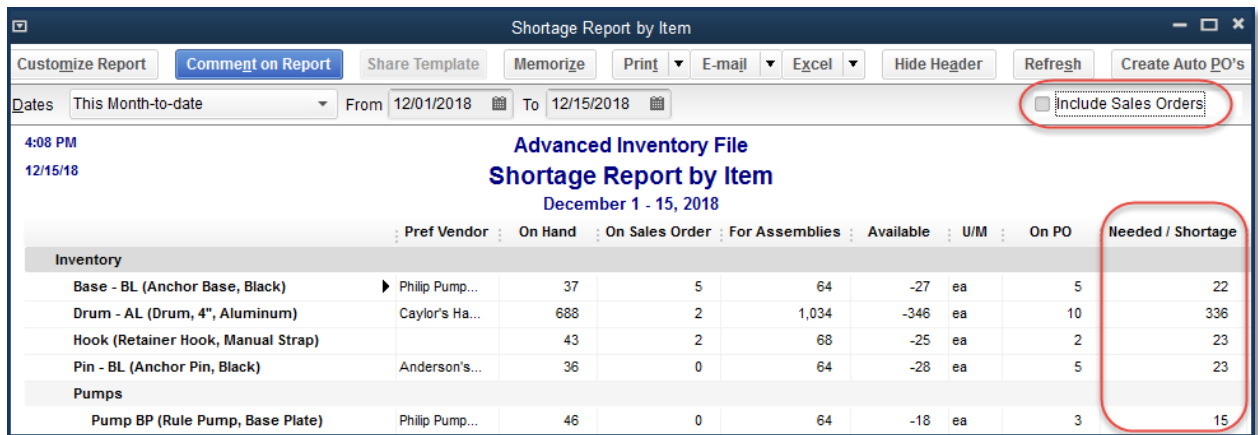 Shortage Report by Item
Customize Report Comment on Report Share Template Memorize Print E-mail Excel Hide Header Refresh Create Auto PO's
Dates This Month-to-date From 12/01/2018 To 12/15/2018 Include Sales Orders
4:08 PM Advanced Inventory File
12/15/18 Shortage Report by Item
December 1 - 15, 2018
Pref Vendor On Hand On Sales Order For Assemblies Available U/M On PO Needed / Shortage
Inventory
Base - BL (Anchor Base, Black) Philip Pump... 37 5 64 -27 ea 5 22
Drum - AL (Drum, 4", Aluminum) Caylor's Ha... 688 2 1,034 -346 ea 10 336
Hook (Retainer Hook, Manual Strap) 43 2 68 -25 ea 2 23
Pin - BL (Anchor Pin, Black) Anderson's... 36 0 64 -28 ea 5 23
Pumps
Pump BP (Rule Pump, Base Plate) Philip Pump... 46 0 64 -18 ea 3 15